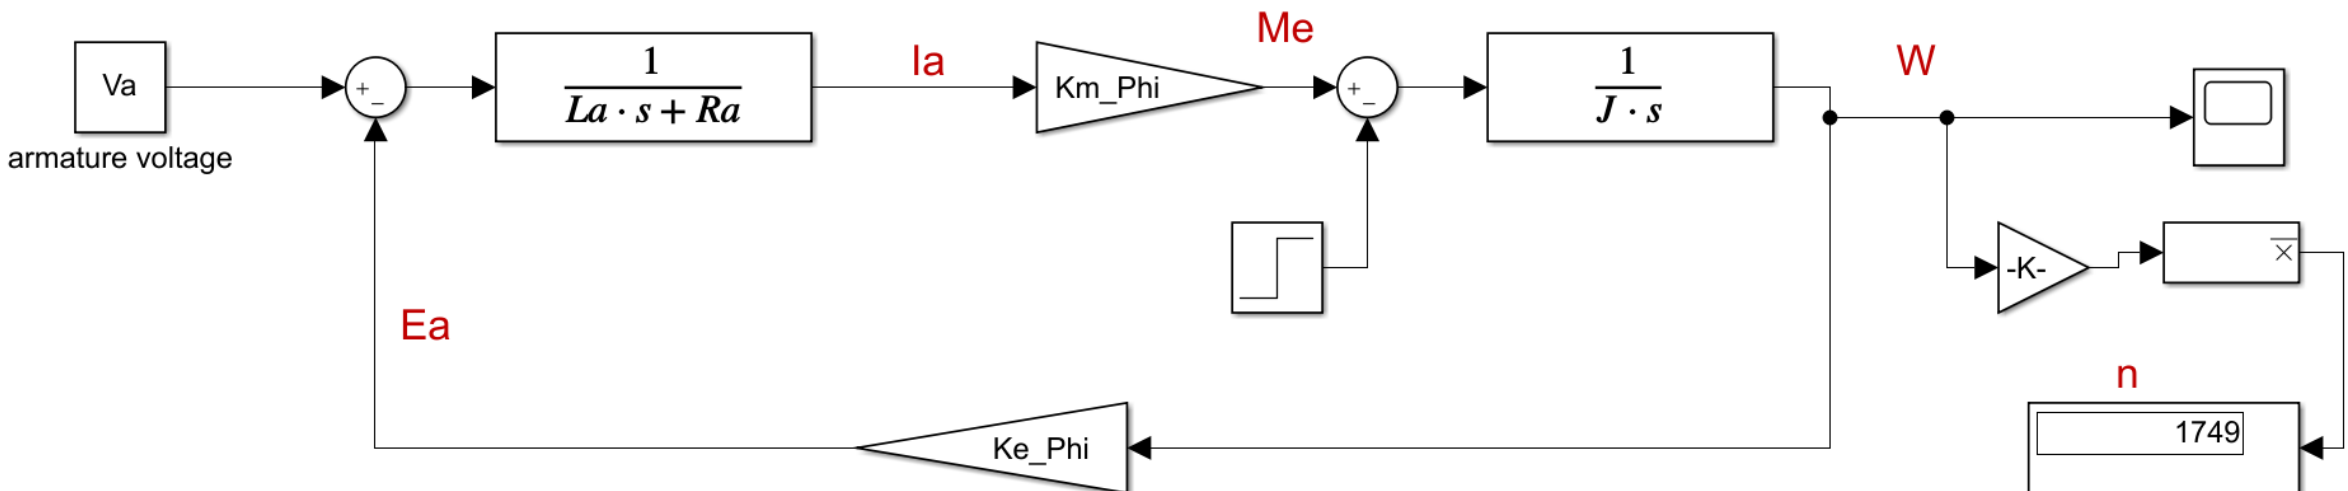 Va
armature voltage
+
_
1
La · s + Ra
Ia
Km_Phi
Me
+
_
1
J · s
W
-K-
x̄
Ea
Ke_Phi
n
1749